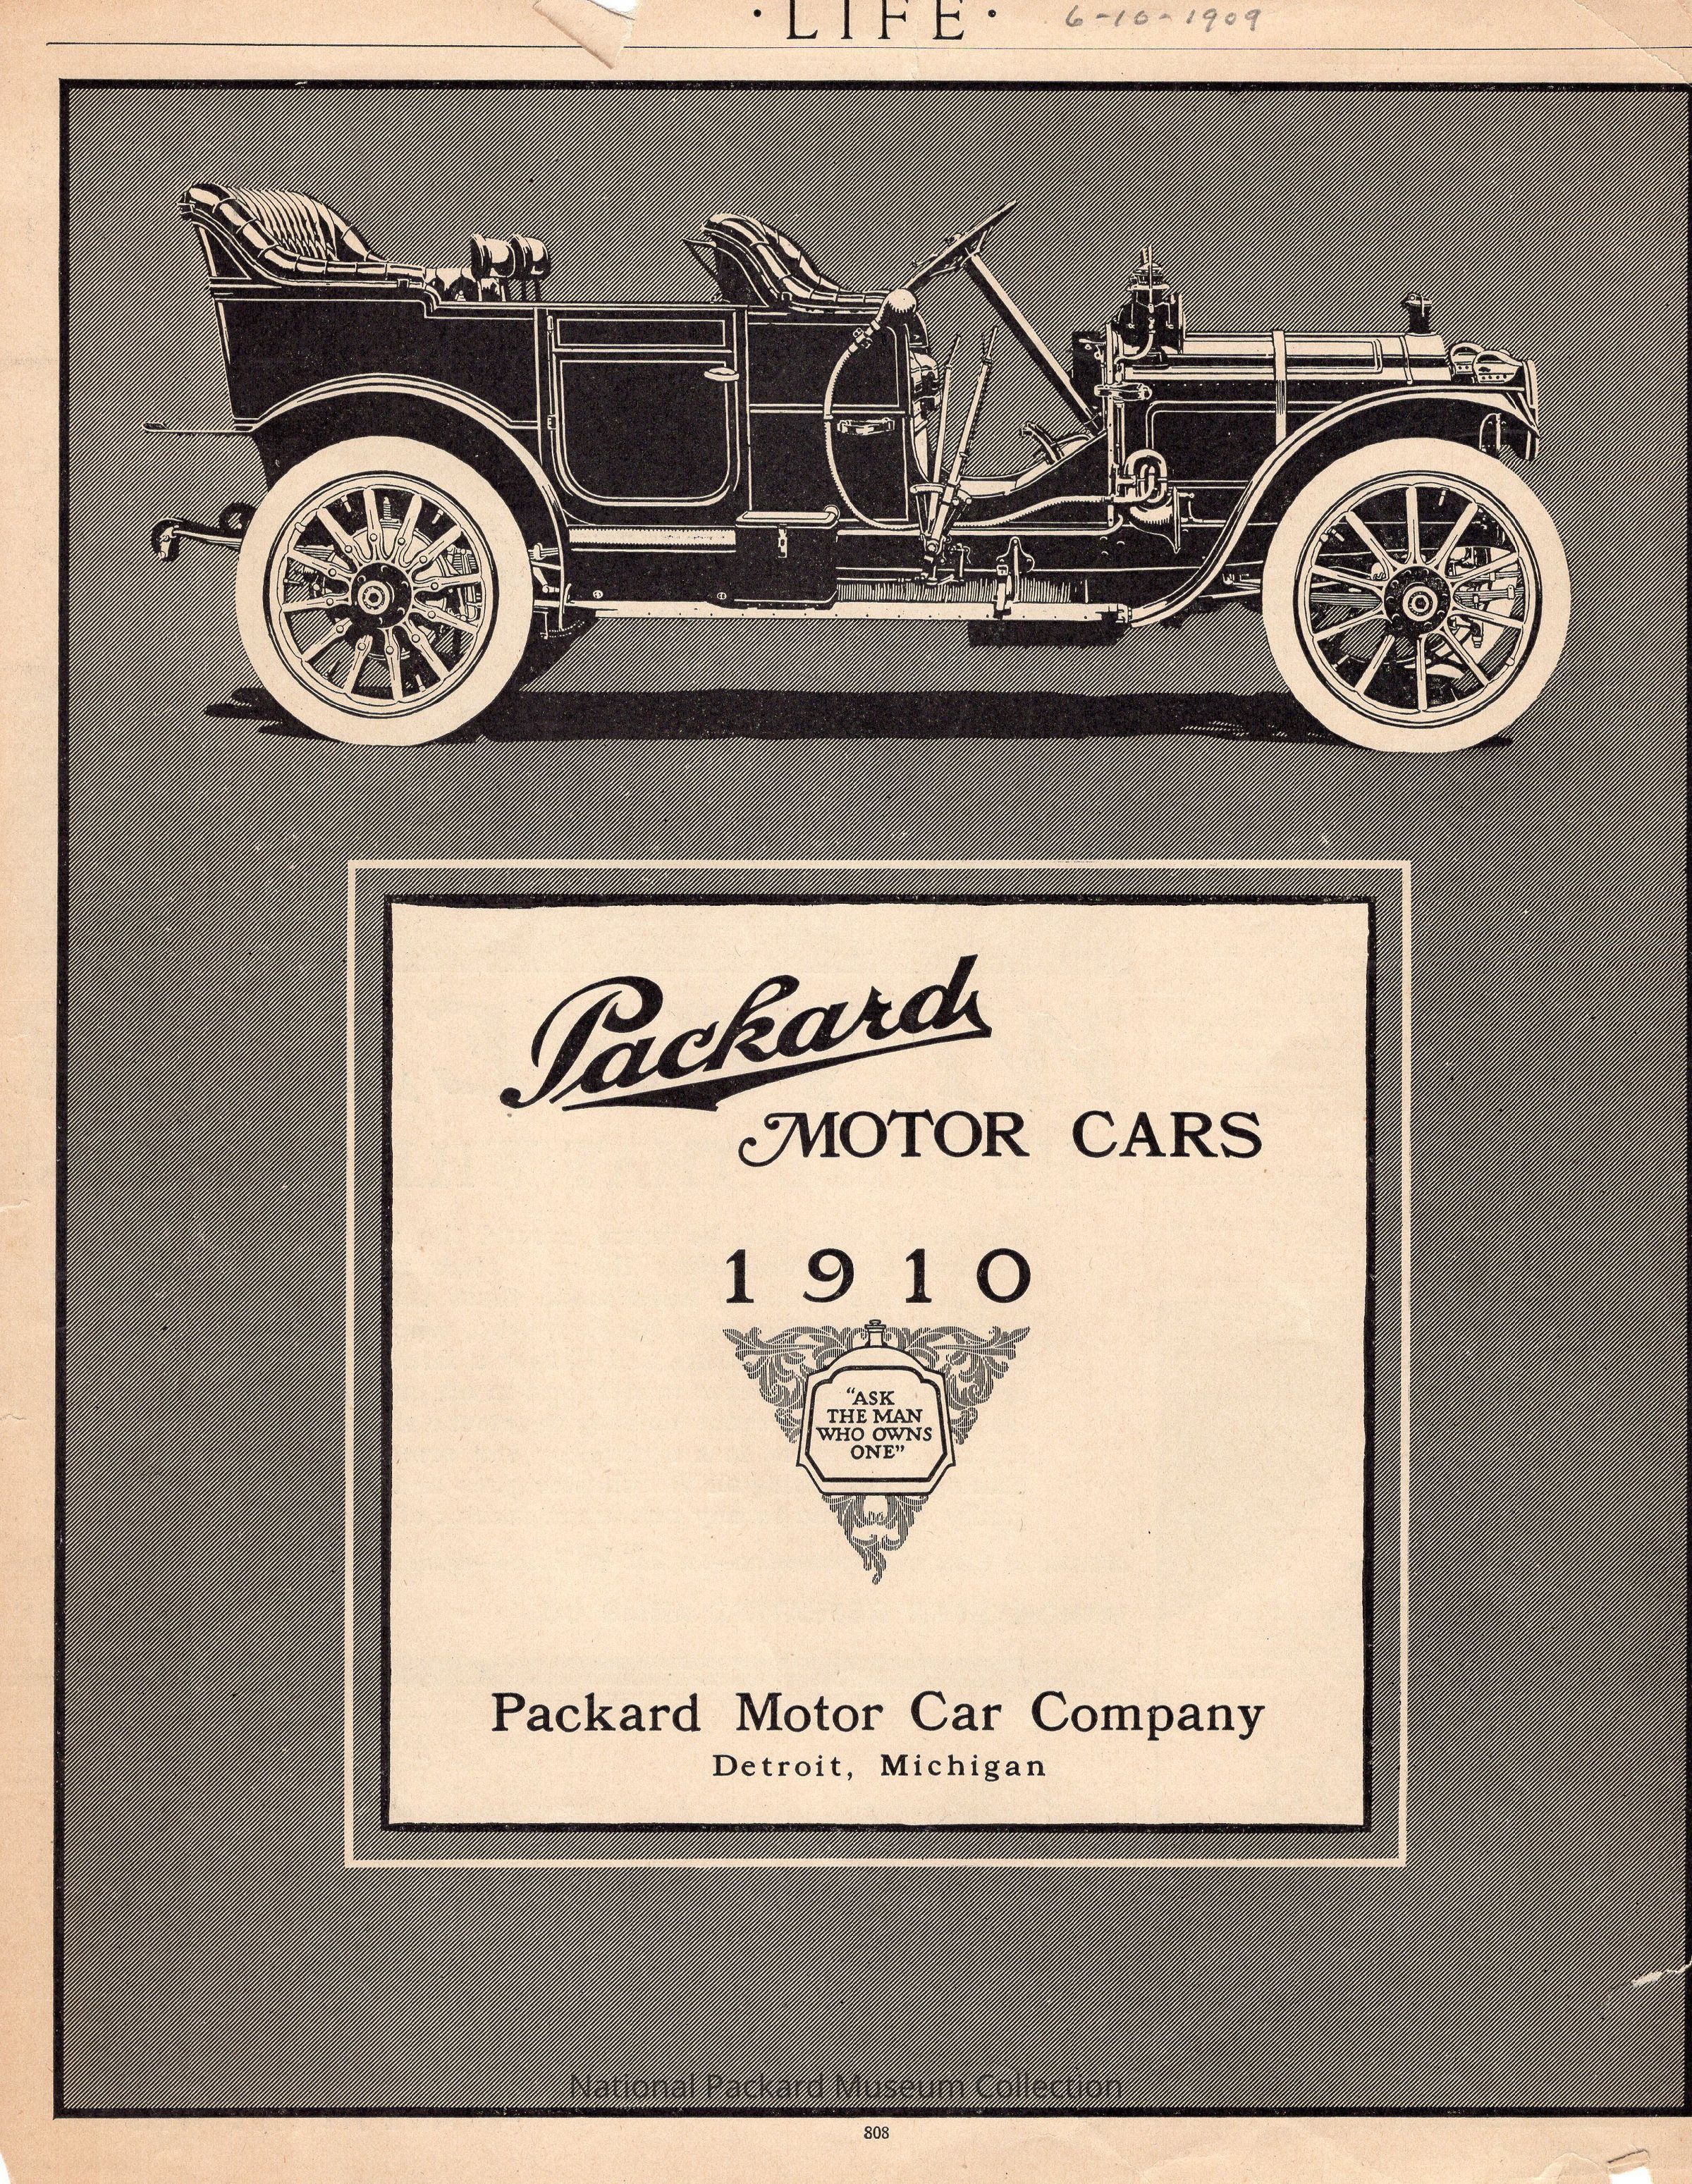 · LIFE ·
6-10-1909
Packard
MOTOR CARS
1910
"ASK
THE MAN
WHO OWNS
ONE"
Packard Motor Car Company
Detroit, Michigan
National Packard Museum Collection
808